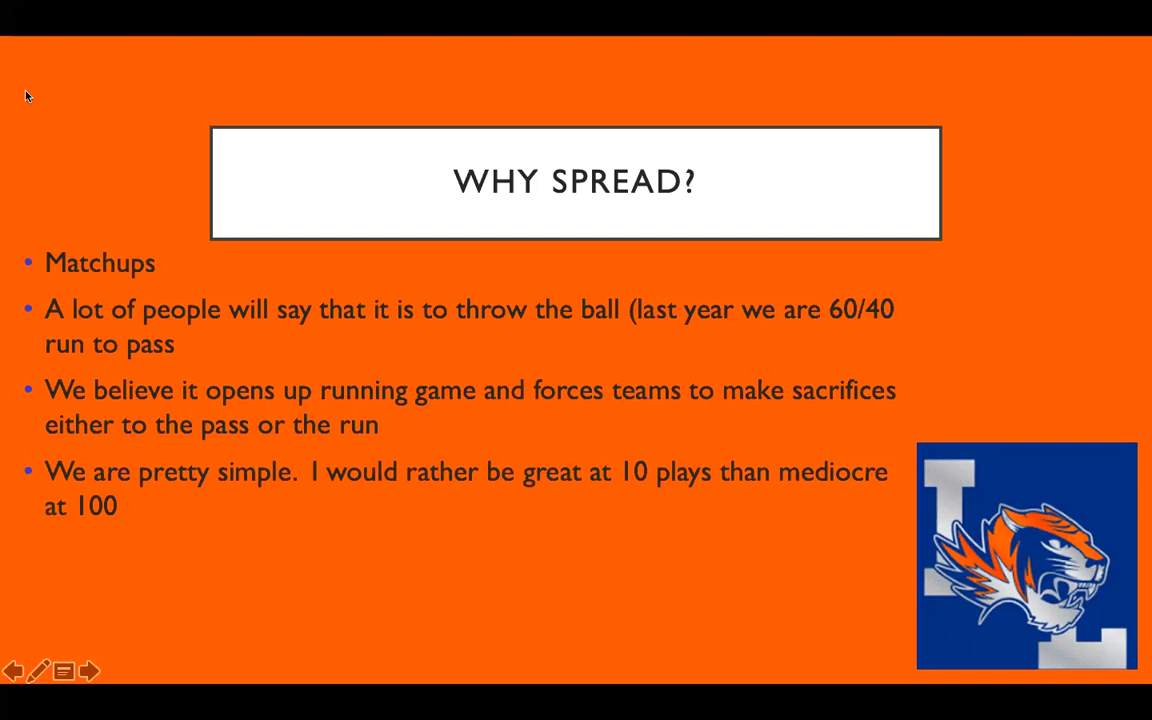 WHY SPREAD?
• Matchups
• A lot of people will say that it is to throw the ball (last year we are 60/40
run to pass
• We believe it opens up running game and forces teams to make sacrifices
either to the pass or the run
• We are pretty simple.  I would rather be great at 10 plays than mediocre
at 100
L
L